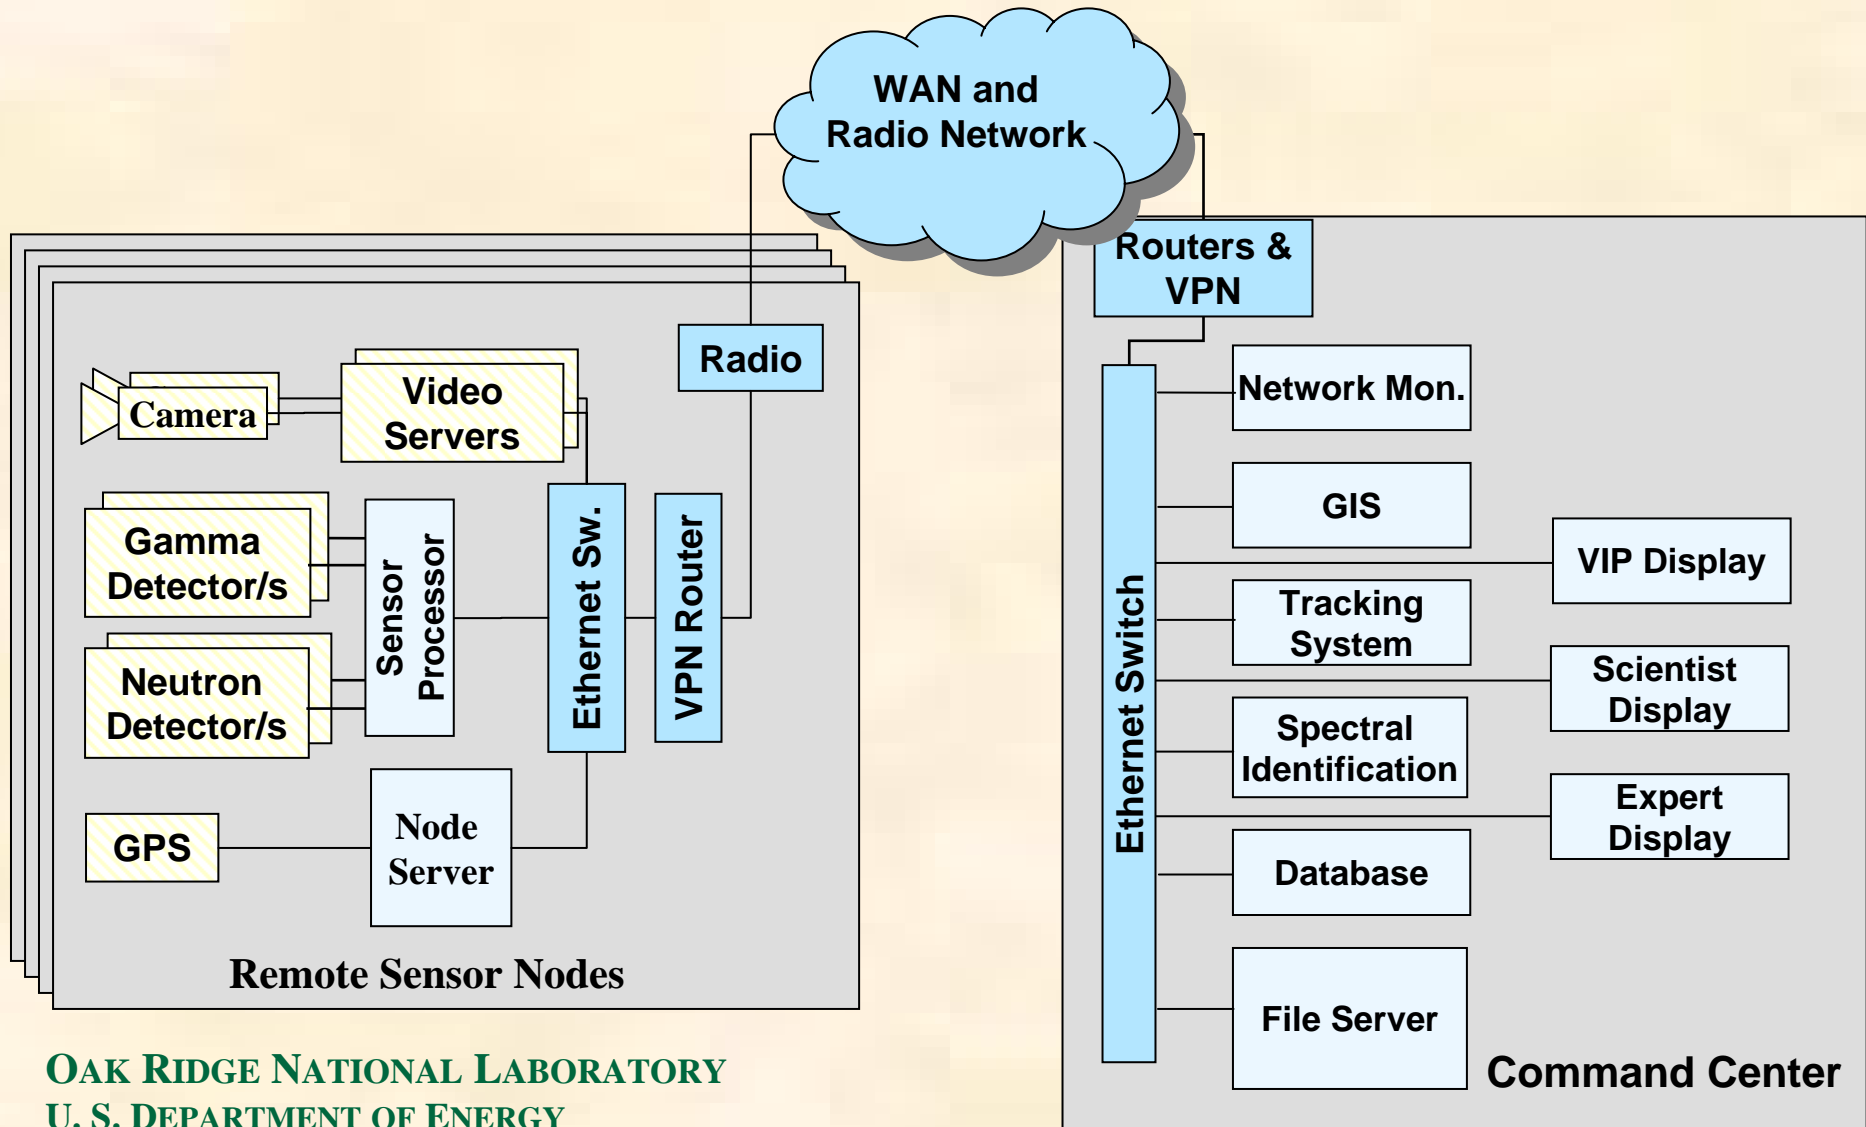 WAN and
Radio Network
Routers &
VPN
Radio
Camera
Video
Servers
Gamma
Detector/s
Neutron
Detector/s
Sensor
Processor
Ethernet Sw.
VPN Router
GPS
Node
Server
Remote Sensor Nodes
Ethernet Switch
Network Mon.
GIS
VIP Display
Tracking
System
Scientist
Display
Spectral
Identification
Expert
Display
Database
File Server
Command Center
OAK RIDGE NATIONAL LABORATORY
U. S. DEPARTMENT OF ENERGY